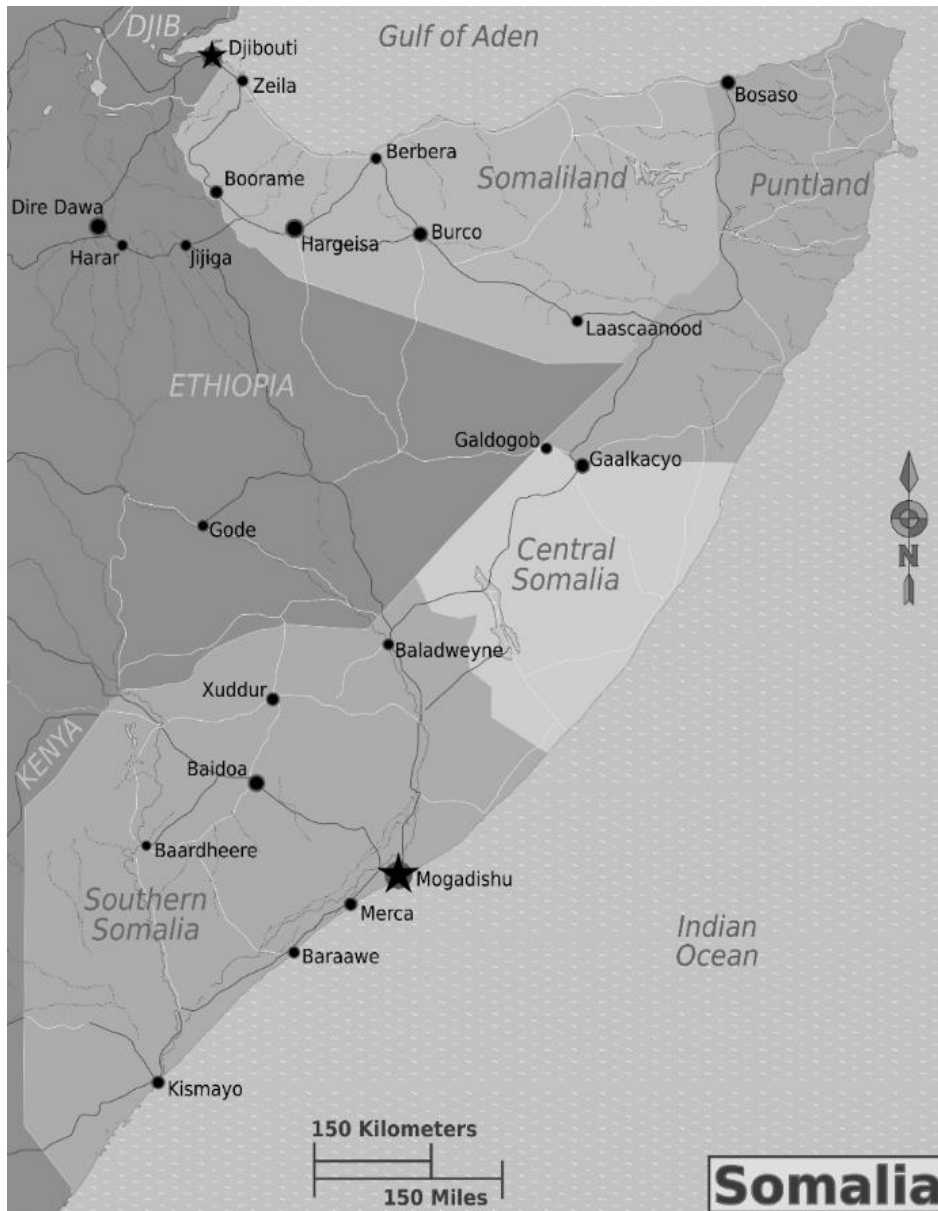 DJIB.
Gulf of Aden
Djibouti
Zeila
Bosaso
Berbera
Somaliland
Boorame
Puntland
Dire Dawa
Hargeisa
Burco
Harar
Jijiga
Laascaanood
ETHIOPIA
Galdogob
Gaalkacyo
Gode
Central
Somalia
N
Baladweyne
Xuddur
KENYA
Baidoa
Baardheere
Mogadishu
Southern
Somalia
Merca
Indian
Ocean
Baraawe
Kismayo
150 Kilometers
150 Miles
Somalia